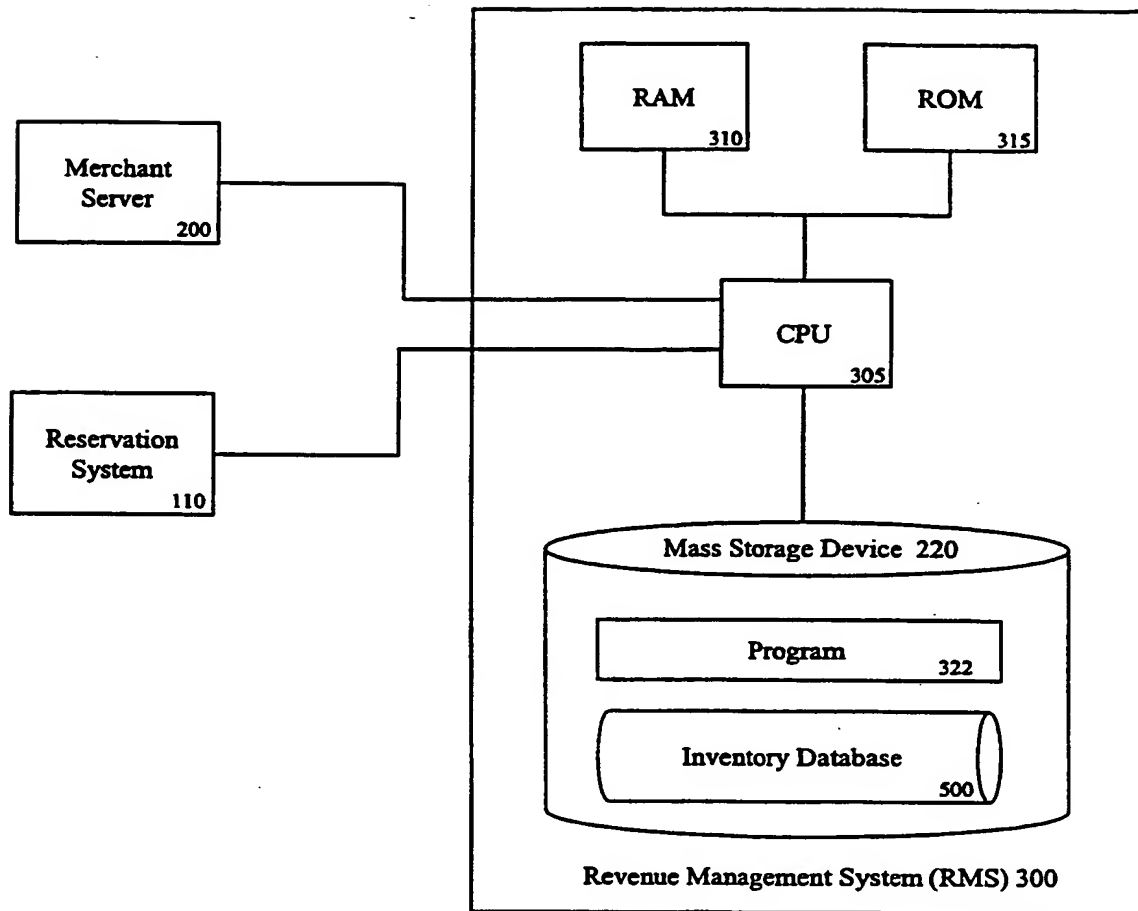 RAM
310
ROM
315
Merchant
Server
200
CPU
305
Reservation
System
110
Mass Storage Device 220
Program
322
Inventory Database
500
Revenue Management System (RMS) 300